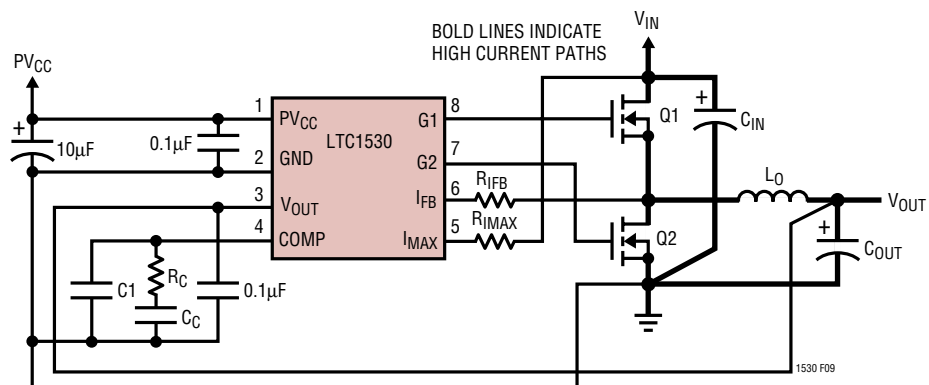 BOLD LINES INDICATE
HIGH CURRENT PATHS
VIN
PVCC
+
10µF
0.1µF
1
PVCC
2
GND
3
VOUT
4
COMP
LTC1530
G1
8
G2
7
IFB
6
IMAX
5
RIFB
RIMAX
Q1
Q2
+
CIN
LO
VOUT
+
COUT
C1
RC
CC
0.1µF
1530 F09